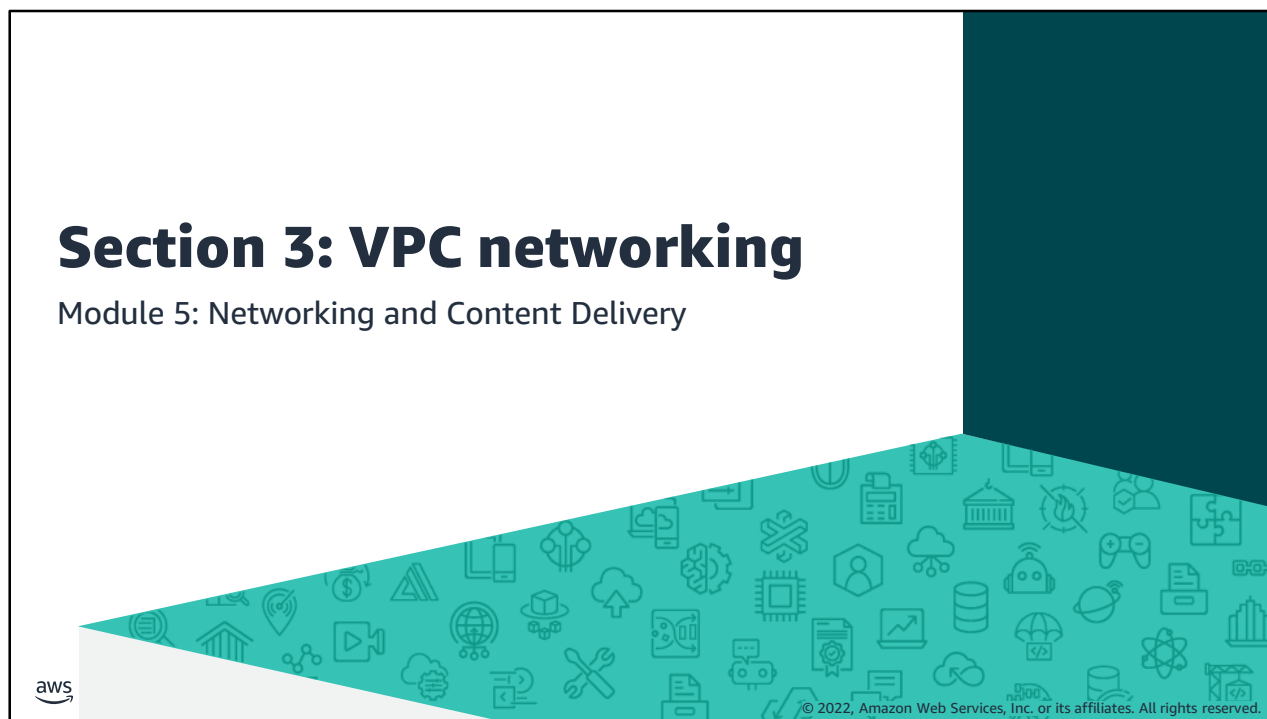 Section 3: VPC networking
Module 5: Networking and Content Delivery
aws
© 2022, Amazon Web Services, Inc. or its affiliates. All rights reserved.